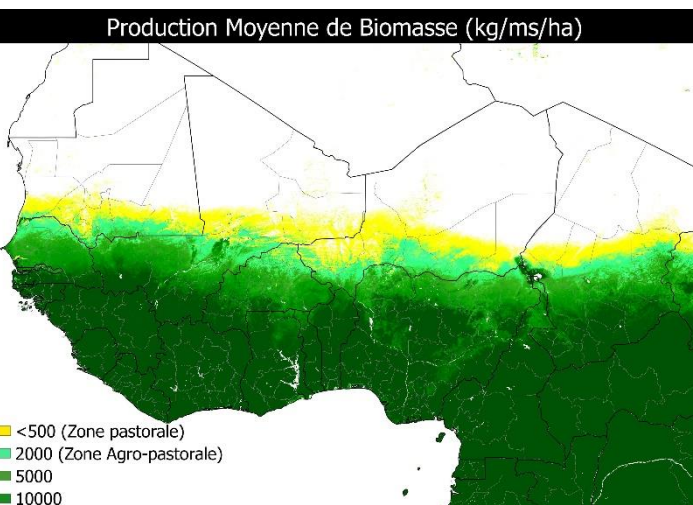 Production Moyenne de Biomasse (kg/ms/ha)
<500 (Zone pastorale)
2000 (Zone Agro-pastorale)
5000
10000